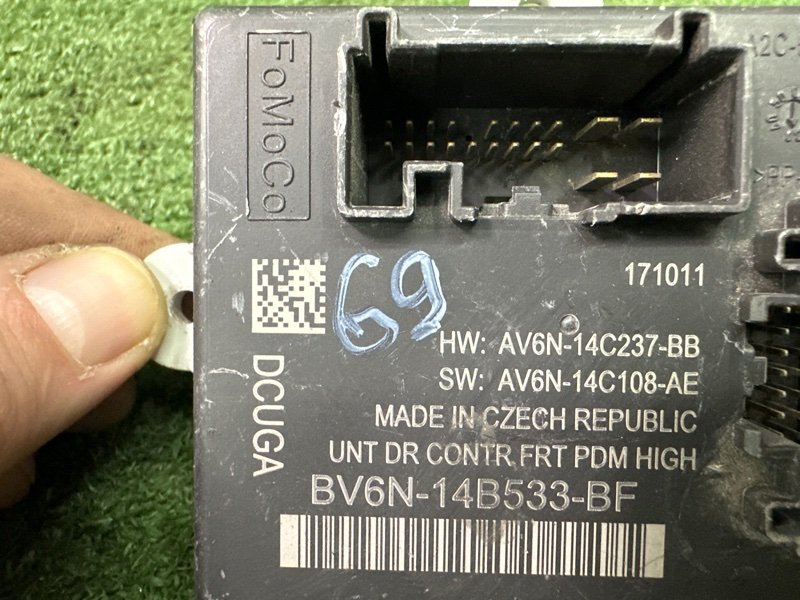 FoMoCo
171011
69
HW: AV6N-14C237-BB
SW: AV6N-14C108-AE
DCUGA
MADE IN CZECH REPUBLIC
UNT DR CONTR FRT PDM HIGH
BV6N-14B533-BF